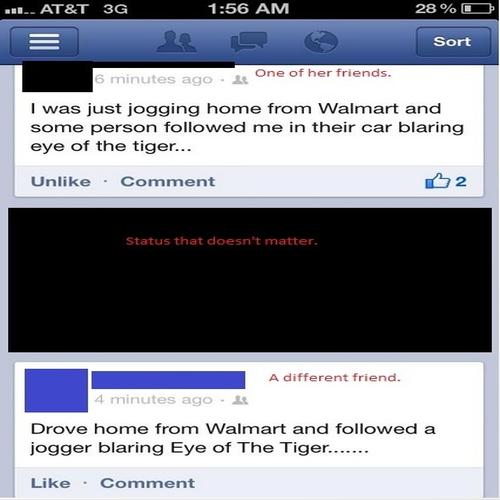 AT&T 3G 1:56 AM 28 %
Sort
6 minutes ago · One of her friends.
I was just jogging home from Walmart and
some person followed me in their car blaring
eye of the tiger...
Unlike · Comment 2
Status that doesn't matter.
A different friend.
4 minutes ago ·
Drove home from Walmart and followed a
jogger blaring Eye of The Tiger.......
Like · Comment